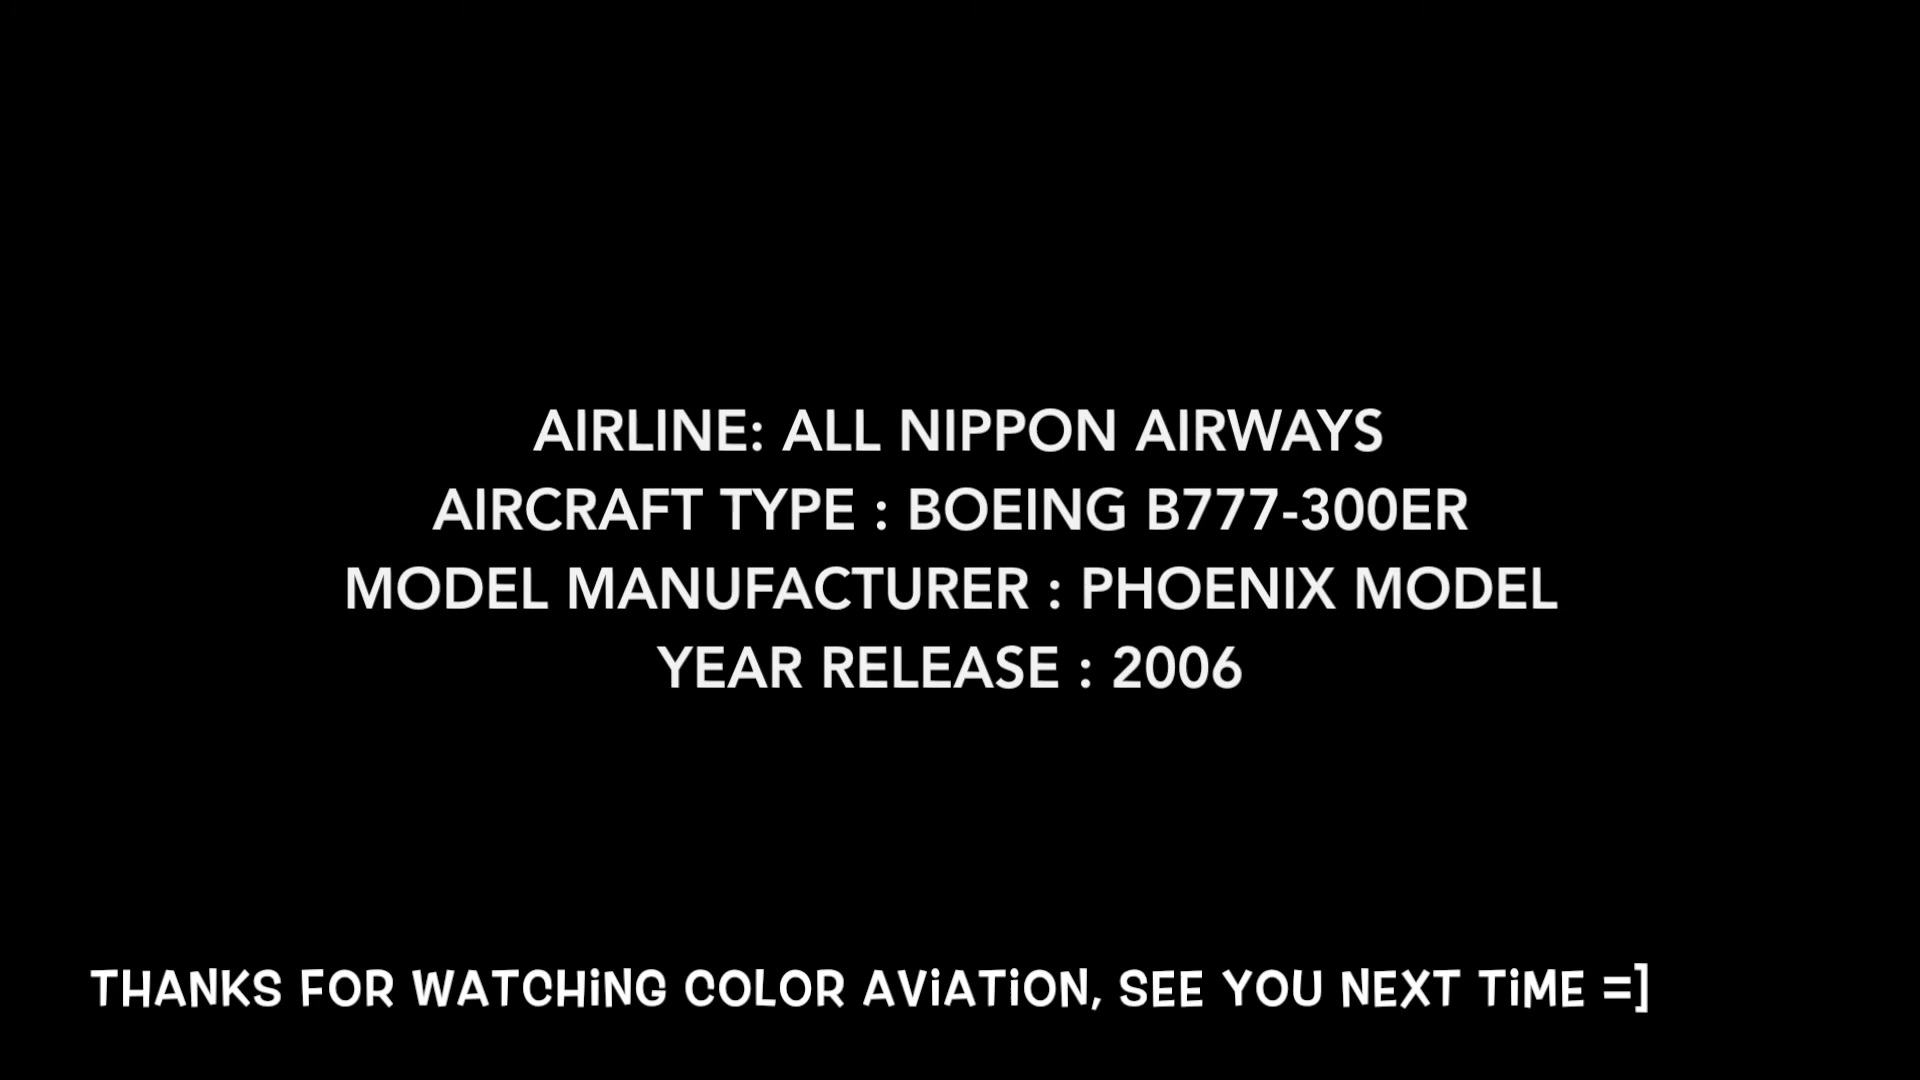 AIRLINE: ALL NIPPON AIRWAYS
AIRCRAFT TYPE : BOEING B777-300ER
MODEL MANUFACTURER : PHOENIX MODEL
YEAR RELEASE : 2006
THANKS FOR WATCHiNG COLOR AViATiON, SEE YOU NEXT TiME =]